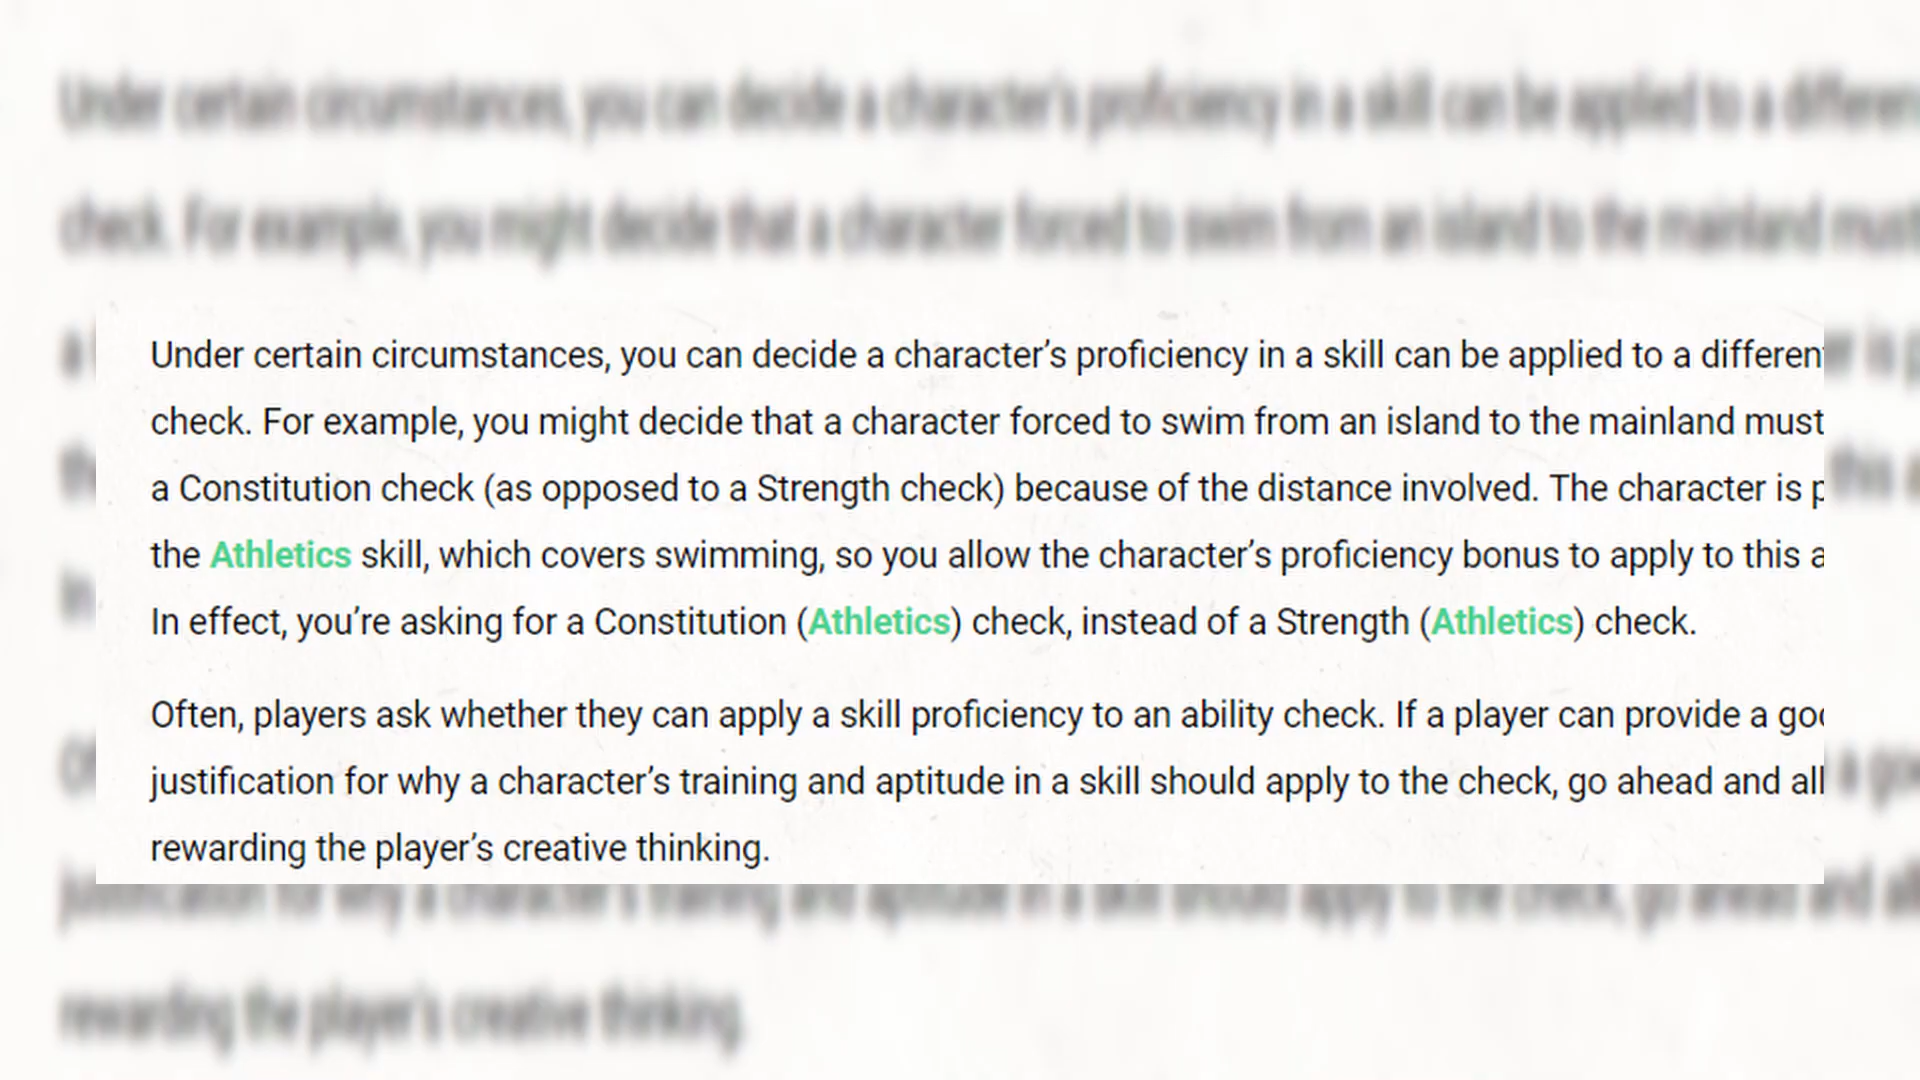 Under certain circumstances, you can decide a character’s proficiency in a skill can be applied to a different
check. For example, you might decide that a character forced to swim from an island to the mainland must
a Constitution check (as opposed to a Strength check) because of the distance involved. The character is p
the Athletics skill, which covers swimming, so you allow the character’s proficiency bonus to apply to this a
In effect, you’re asking for a Constitution (Athletics) check, instead of a Strength (Athletics) check.
Often, players ask whether they can apply a skill proficiency to an ability check. If a player can provide a goo
justification for why a character’s training and aptitude in a skill should apply to the check, go ahead and all
rewarding the player’s creative thinking.